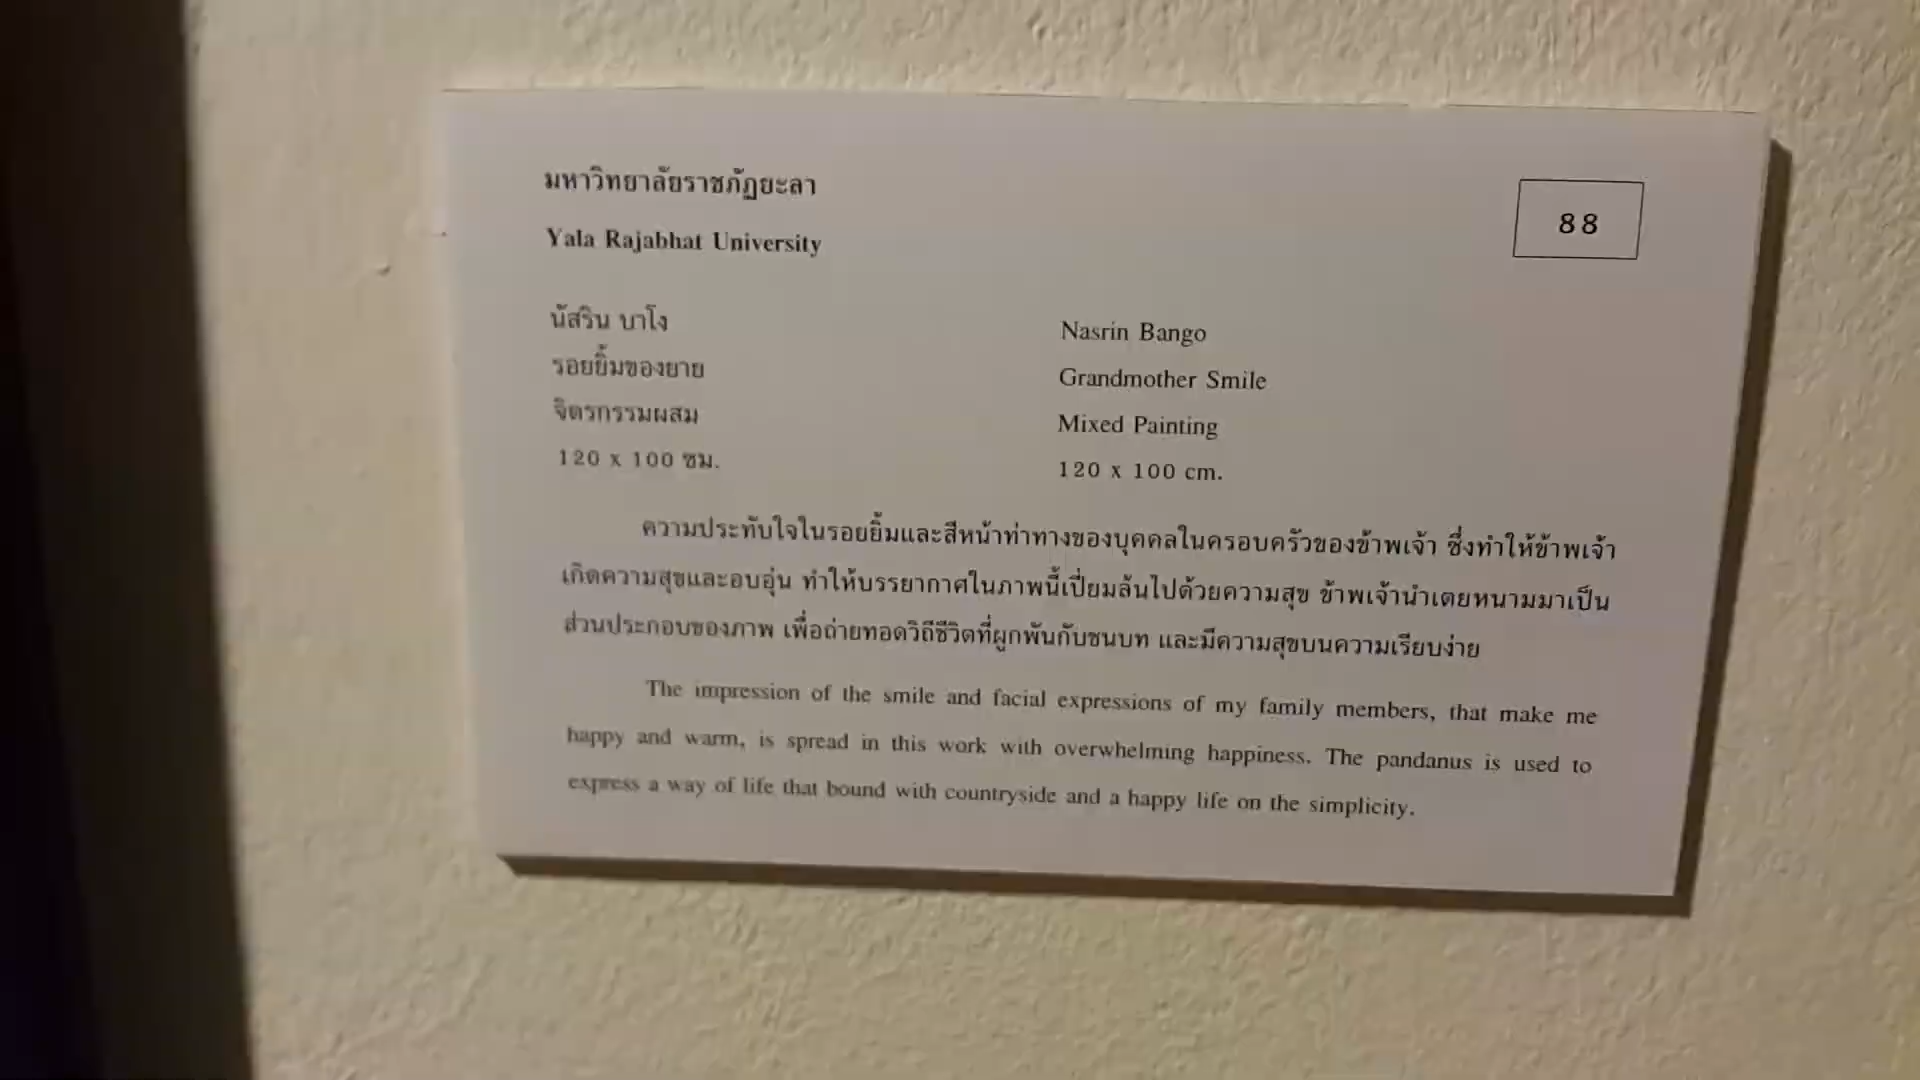 มหาวิทยาลัยราชภัฏยะลา
88
Yala Rajabhat University
นัสริน บาโง
Nasrin Bango
รอยยิ้มของยาย
Grandmother Smile
จิตรกรรมผสม
Mixed Painting
120 x 100 ซม.
120 x 100 cm.
ความประทับใจในรอยยิ้มและสีหน้าท่าทางของบุคคลในครอบครัวของข้าพเจ้า ซึ่งทำให้ข้าพเจ้า
เกิดความสุขและอบอุ่น ทำให้บรรยากาศในภาพนี้เปี่ยมล้นไปด้วยความสุข ข้าพเจ้านำเตยหนามมาเป็น
ส่วนประกอบของภาพ เพื่อถ่ายทอดวิถีชีวิตที่ผูกพันกับชนบท และมีความสุขบนความเรียบง่าย
The impression of the smile and facial expressions of my family members, that make me
happy and warm, is spread in this work with overwhelming happiness. The pandanus is used to
express a way of life that bound with countryside and a happy life on the simplicity.